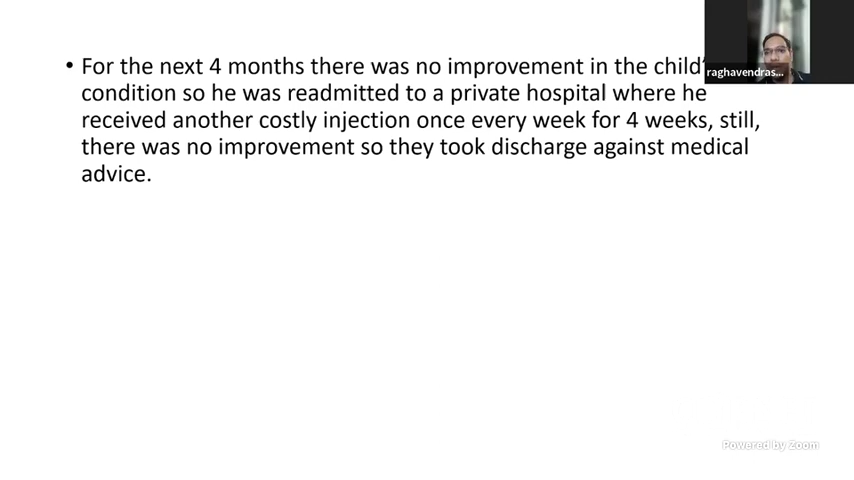 • For the next 4 months there was no improvement in the child'
condition so he was readmitted to a private hospital where he
received another costly injection once every week for 4 weeks, still,
there was no improvement so they took discharge against medical
advice.
raghavendras...
Powered by Zoom